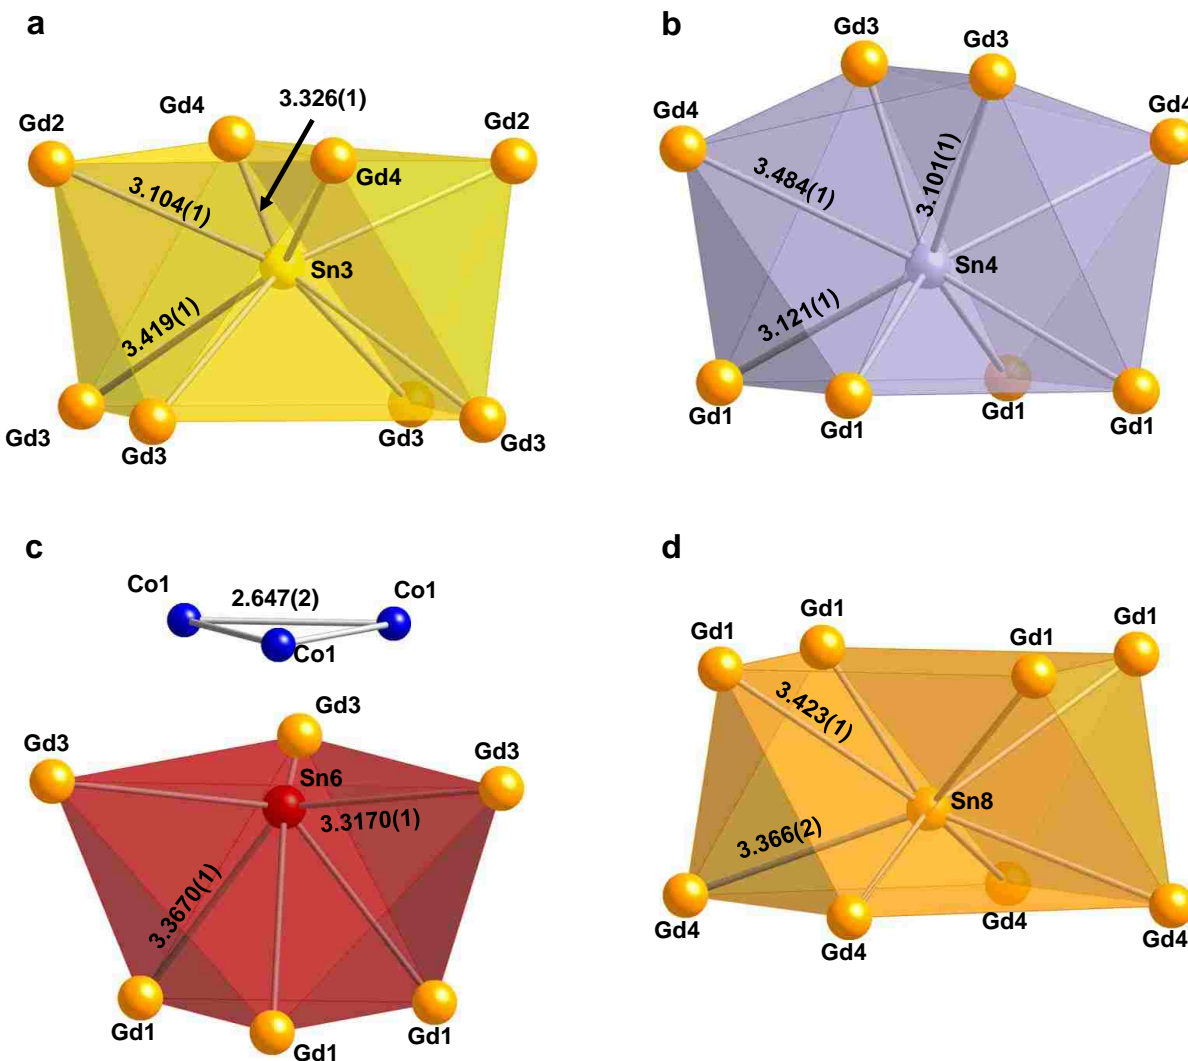 a
Gd2
Gd4
3.326(1)
Gd4
Gd2
3.104(1)
Sn3
3.419(1)
Gd3
Gd3
Gd3
Gd3
b
Gd3
Gd3
Gd4
Gd4
3.484(1)
3.101(1)
Sn4
3.121(1)
Gd1
Gd1
Gd1
Gd1
c
Co1
2.647(2)
Co1
Co1
Gd3
Gd3
Gd3
Sn6
3.3170(1)
3.3670(1)
Gd1
Gd1
Gd1
d
Gd1
Gd1
Gd1
Gd1
3.423(1)
Sn8
3.366(2)
Gd4
Gd4
Gd4
Gd4